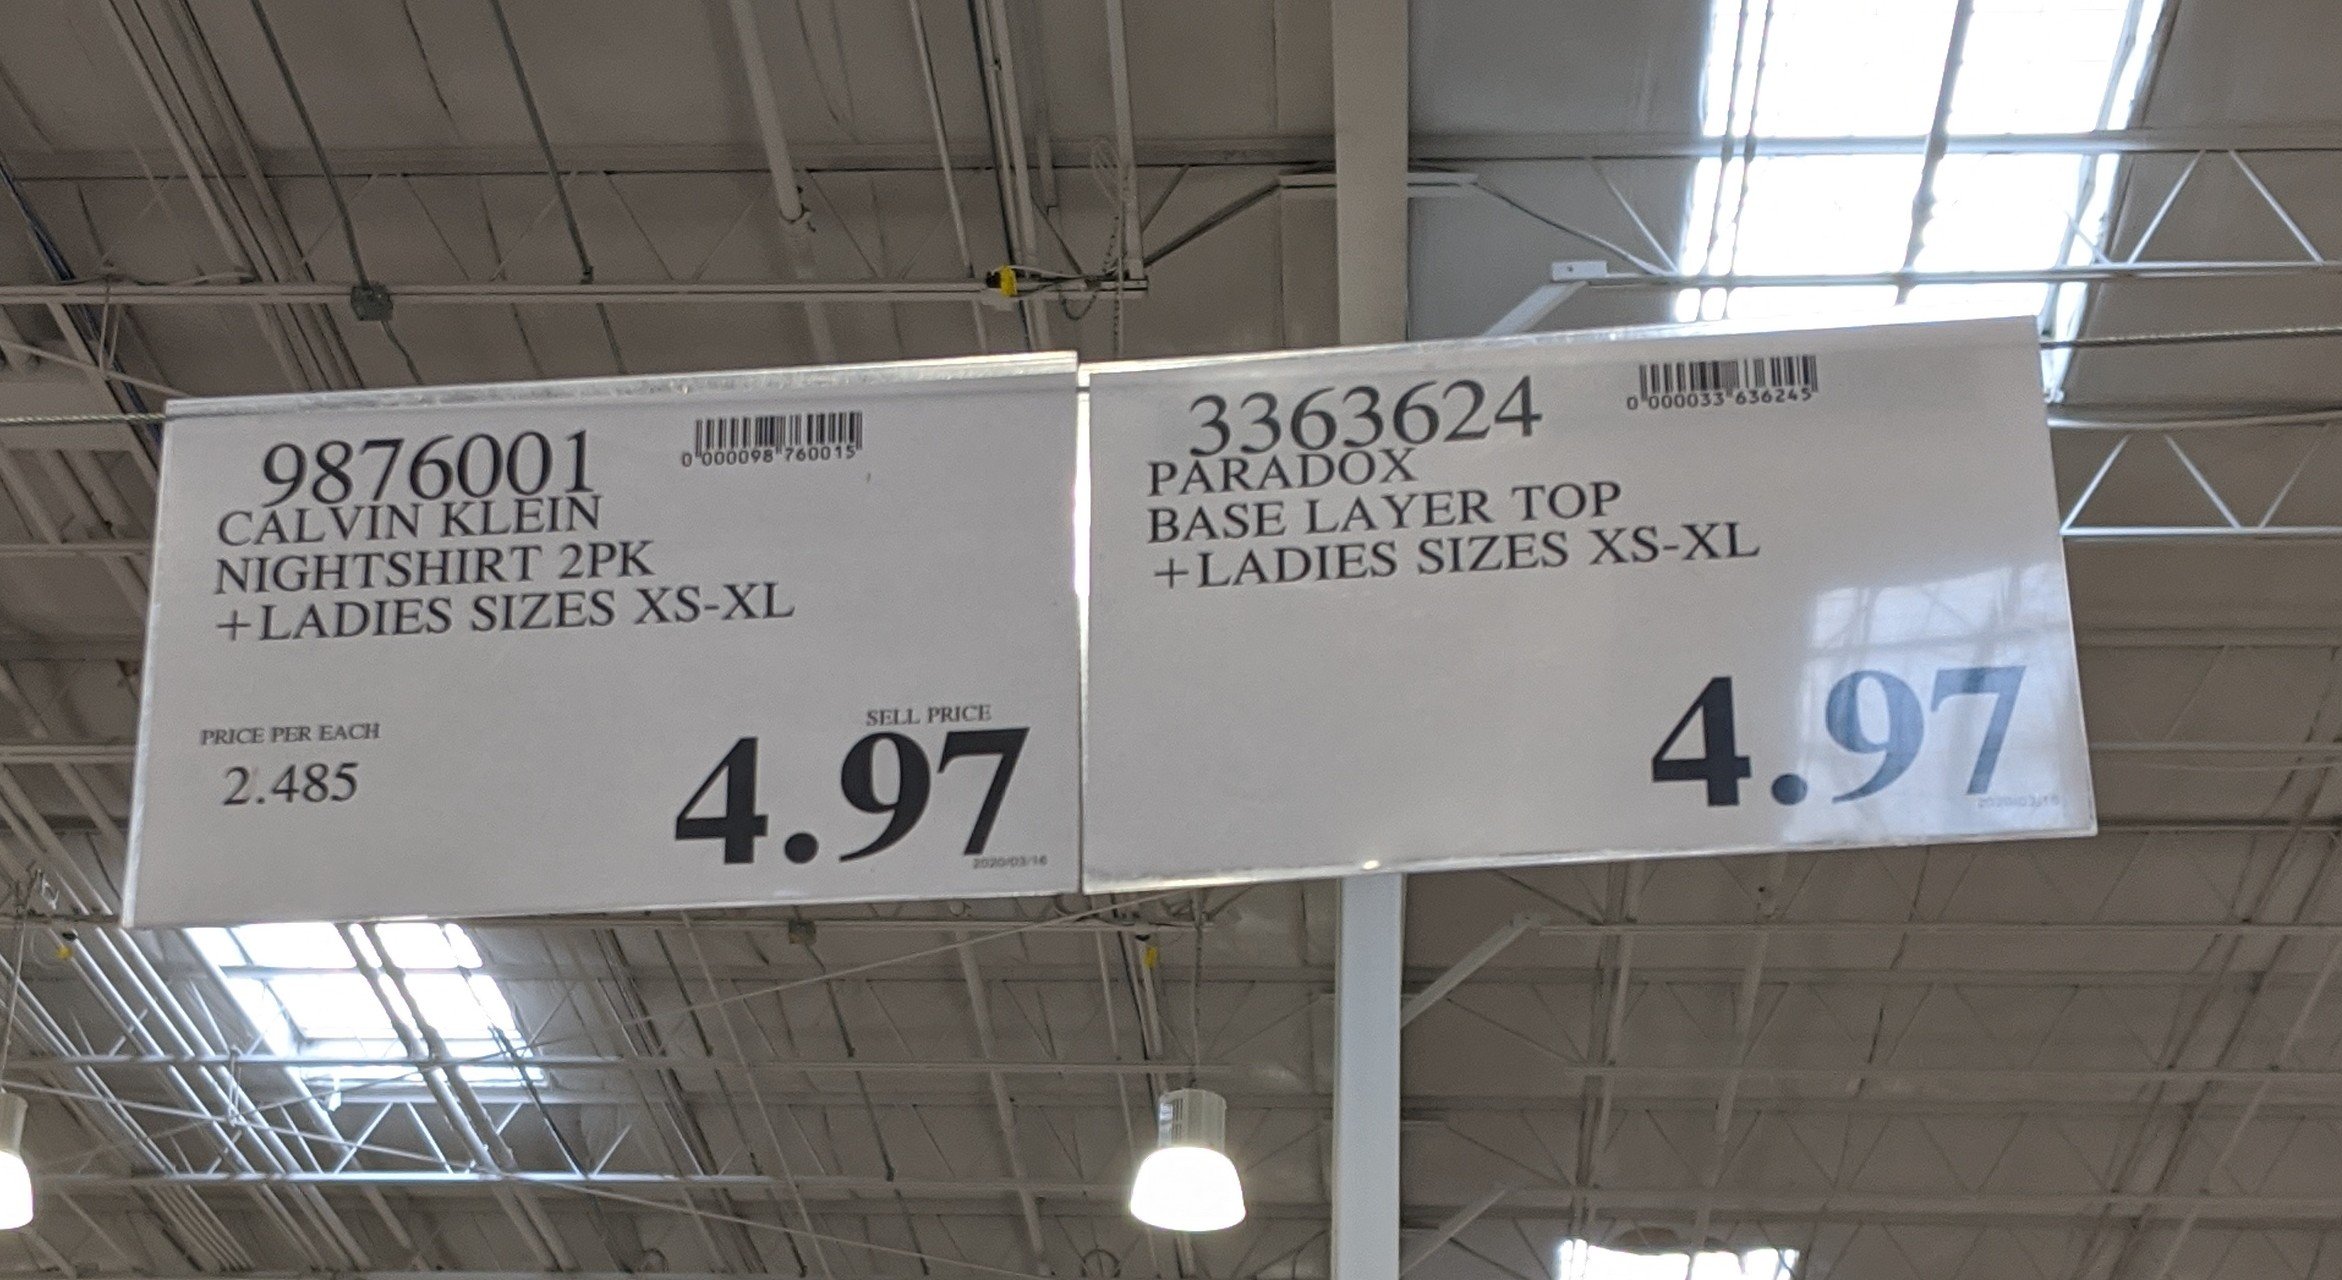 9876001
0 000098 760015
CALVIN KLEIN
NIGHTSHIRT 2PK
+LADIES SIZES XS-XL
PRICE PER EACH
2.485
SELL PRICE
4.97
2020/03/16
3363624
0 000033 636245
PARADOX
BASE LAYER TOP
+LADIES SIZES XS-XL
4.97